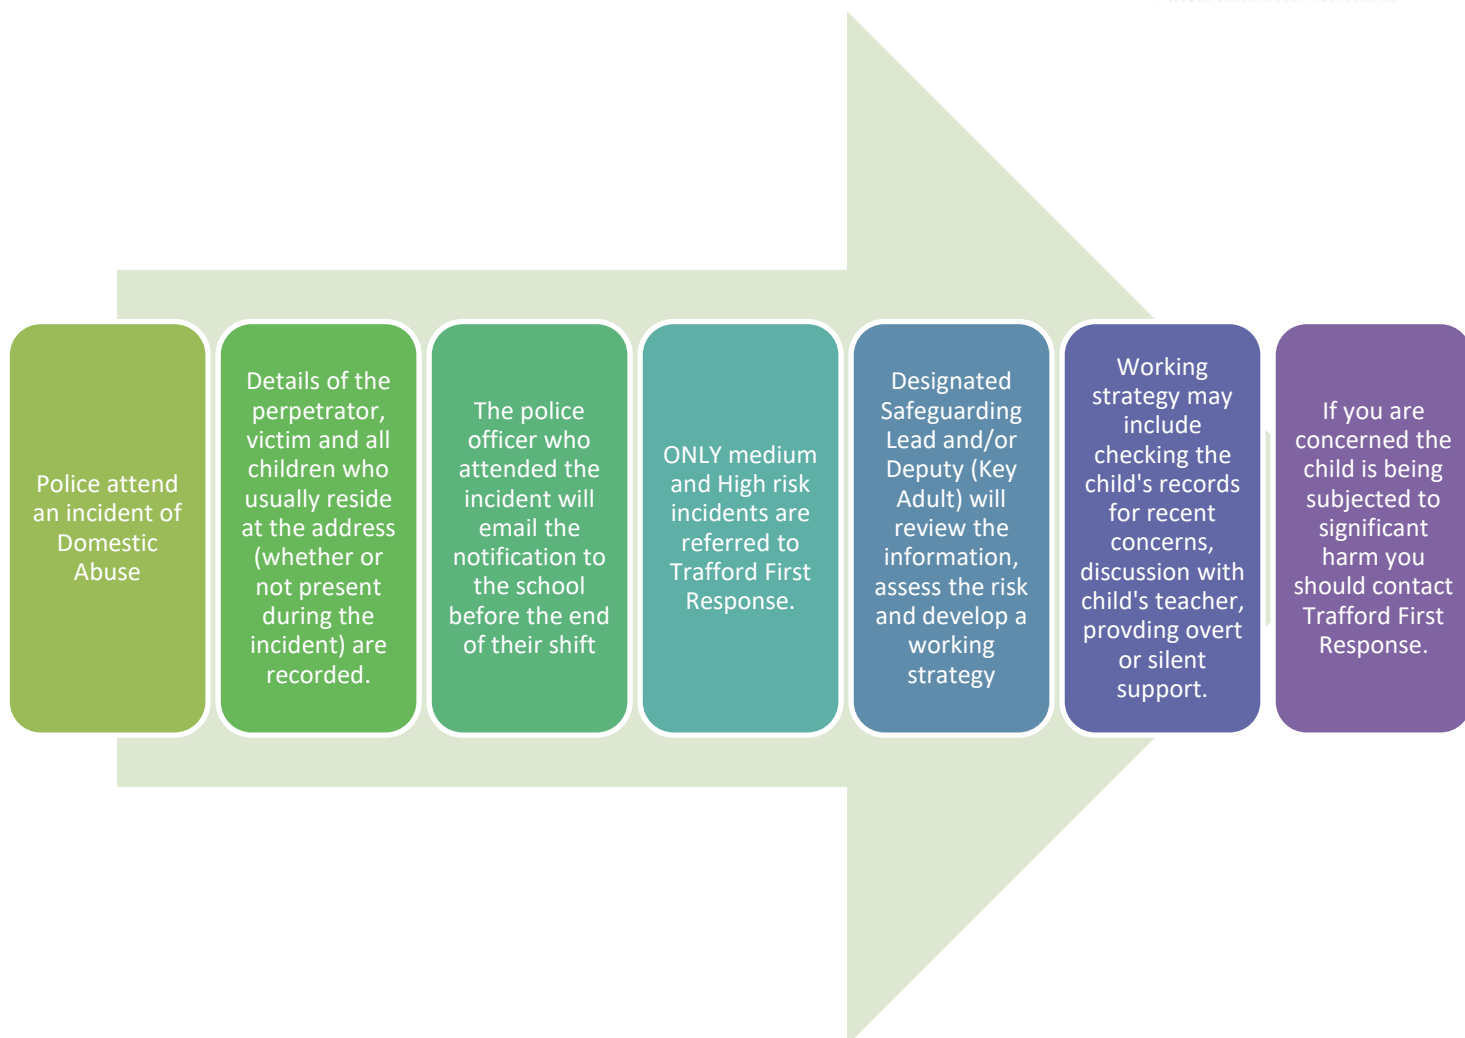 Police attend
an incident of
Domestic
Abuse
Details of the
perpetrator,
victim and all
children who
usually reside
at the address
(whether or
not present
during the
incident) are
recorded.
The police
officer who
attended the
incident will
email the
notification to
the school
before the end
of their shift
ONLY medium
and High risk
incidents are
referred to
Trafford First
Response.
Designated
Safeguarding
Lead and/or
Deputy (Key
Adult) will
review the
information,
assess the risk
and develop a
working
strategy
Working
strategy may
include
checking the
child's records
for recent
concerns,
discussion with
child's teacher,
provding overt
or silent
support.
If you are
concerned the
child is being
subjected to
significant
harm you
should contact
Trafford First
Response.